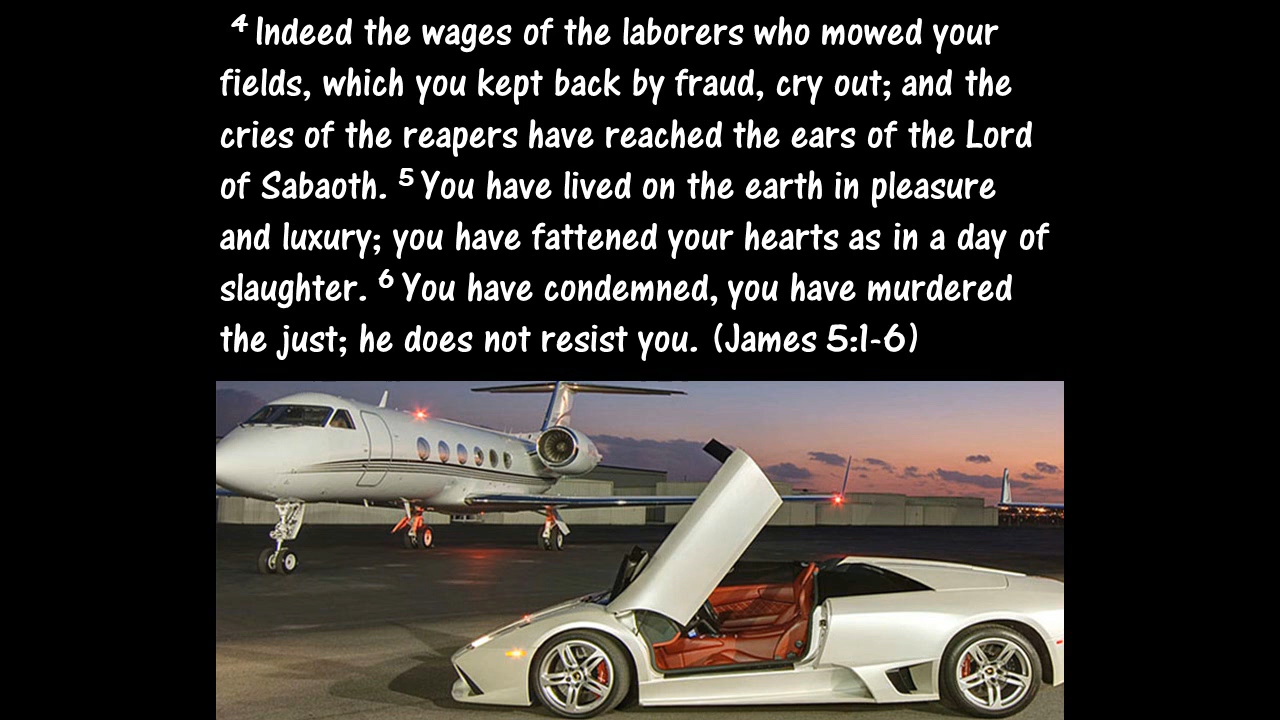 ⁴ Indeed the wages of the laborers who mowed your
fields, which you kept back by fraud, cry out; and the
cries of the reapers have reached the ears of the Lord
of Sabaoth. ⁵ You have lived on the earth in pleasure
and luxury; you have fattened your hearts as in a day of
slaughter. ⁶ You have condemned, you have murdered
the just; he does not resist you. (James 5:1-6)